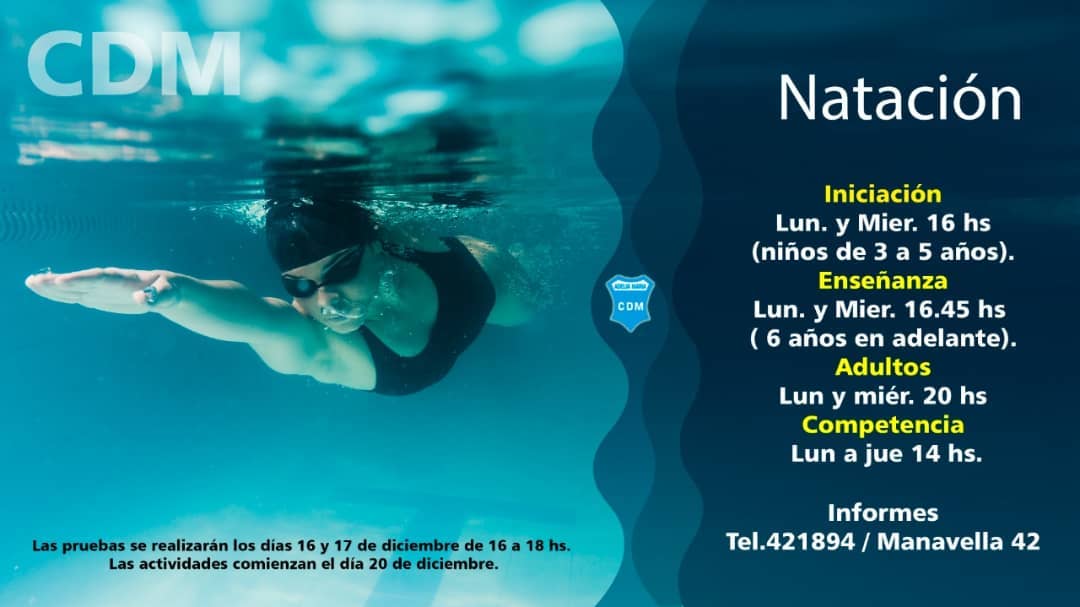 CDM
Natación
Iniciación
Lun. y Mier. 16 hs
(niños de 3 a 5 años).
Enseñanza
Lun. y Mier. 16.45 hs
( 6 años en adelante).
Adultos
Lun y miér. 20 hs
Competencia
Lun a jue 14 hs.
Informes
Tel.421894 / Manavella 42
ADELIA MARIA
CDM
Las pruebas se realizarán los días 16 y 17 de diciembre de 16 a 18 hs.
Las actividades comienzan el día 20 de diciembre.